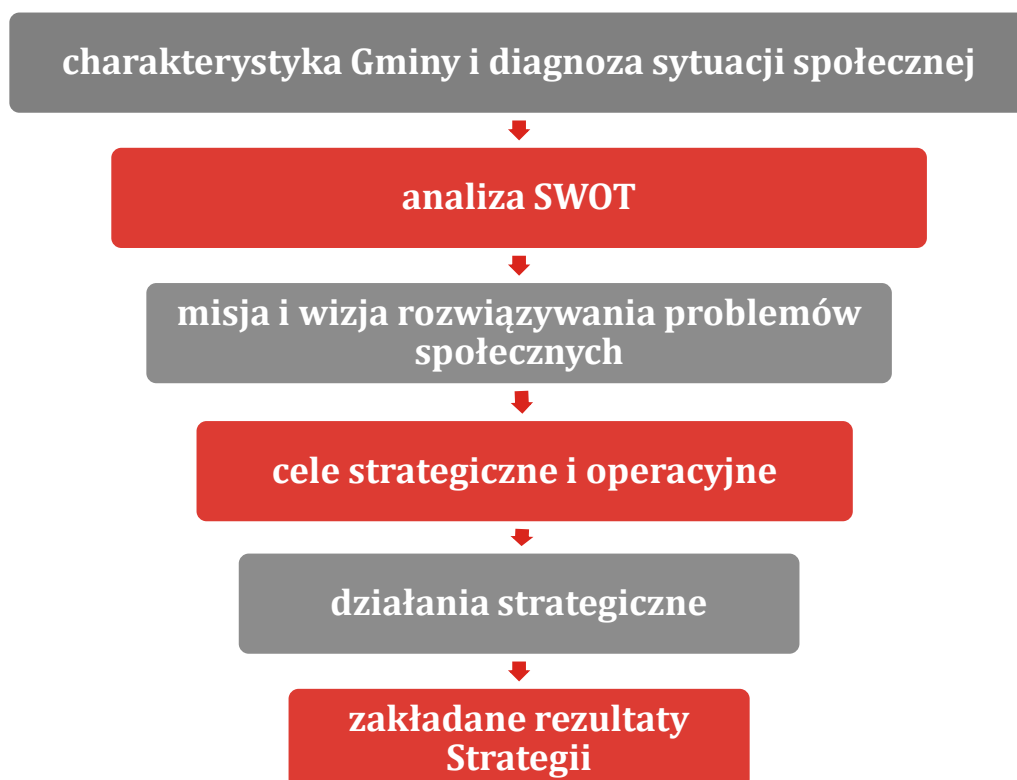 charakterystyka Gminy i diagnoza sytuacji społecznej
analiza SWOT
misja i wizja rozwiązywania problemów
społecznych
cele strategiczne i operacyjne
działania strategiczne
zakładane rezultaty
Strategii